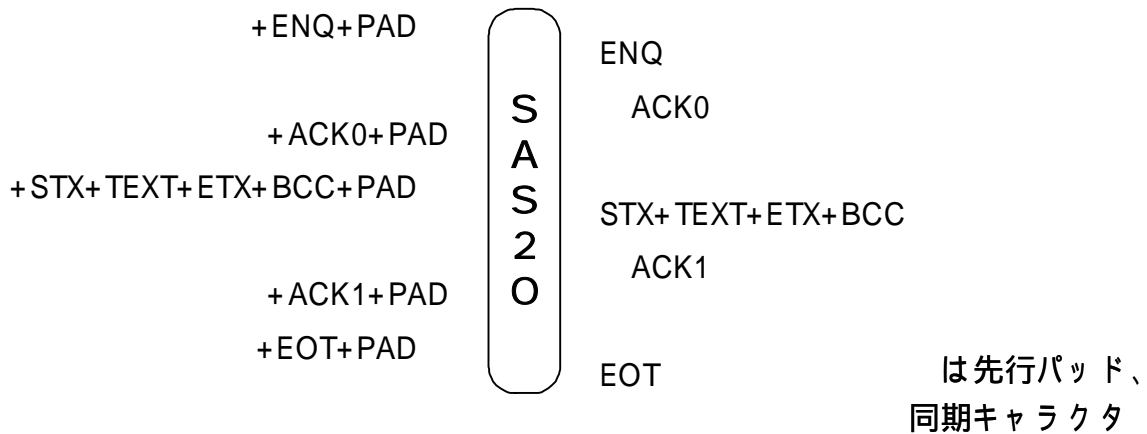 +ENQ+PAD
ENQ
ACK0
+ACK0+PAD
+STX+TEXT+ETX+BCC+PAD
STX+TEXT+ETX+BCC
ACK1
+ACK1+PAD
+EOT+PAD
EOT
SAS20
は先行パッド、
同期キャラクタ